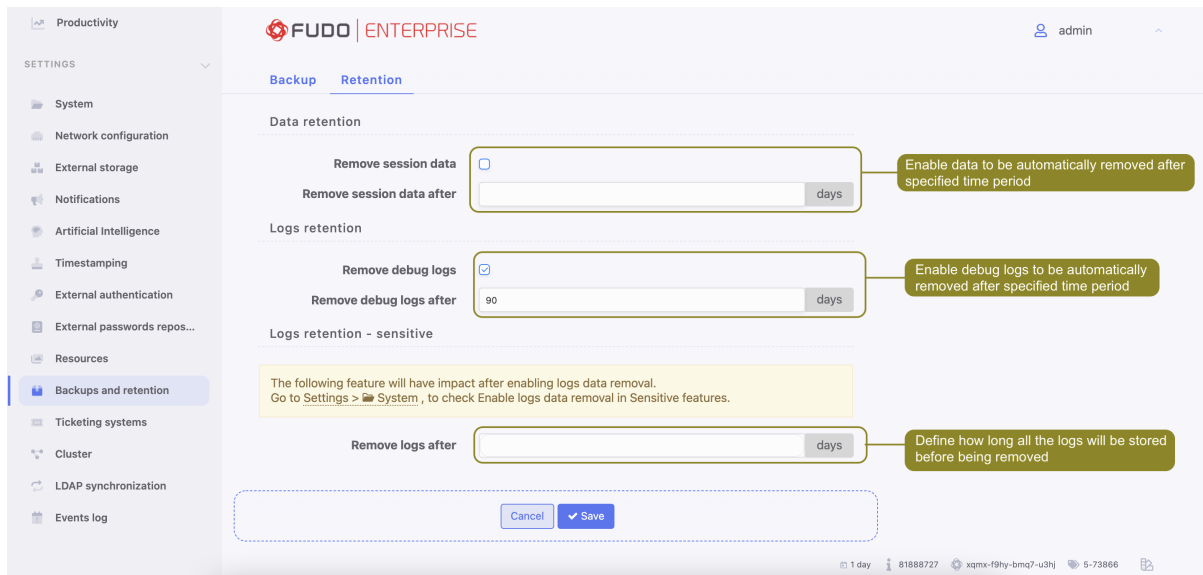 Productivity
SETTINGS
System
Network configuration
External storage
Notifications
Artificial Intelligence
Timestamping
External authentication
External passwords repos...
Resources
Backups and retention
Ticketing systems
Cluster
LDAP synchronization
Events log
FUDO ENTERPRISE
admin
Backup Retention
Data retention
Remove session data
Remove session data after days
Enable data to be automatically removed after
specified time period
Logs retention
Remove debug logs
Remove debug logs after 90 days
Enable debug logs to be automatically
removed after specified time period
Logs retention - sensitive
The following feature will have impact after enabling logs data removal.
Go to Settings > System , to check Enable logs data removal in Sensitive features.
Remove logs after days
Define how long all the logs will be stored
before being removed
Cancel Save
1 day 81888727 xqmx-f9hy-bmq7-u3hj 5-73866